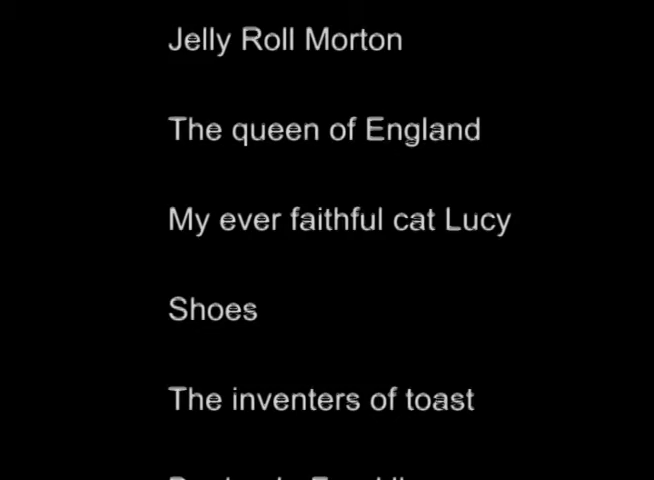 Jelly Roll Morton
The queen of England
My ever faithful cat Lucy
Shoes
The inventers of toast